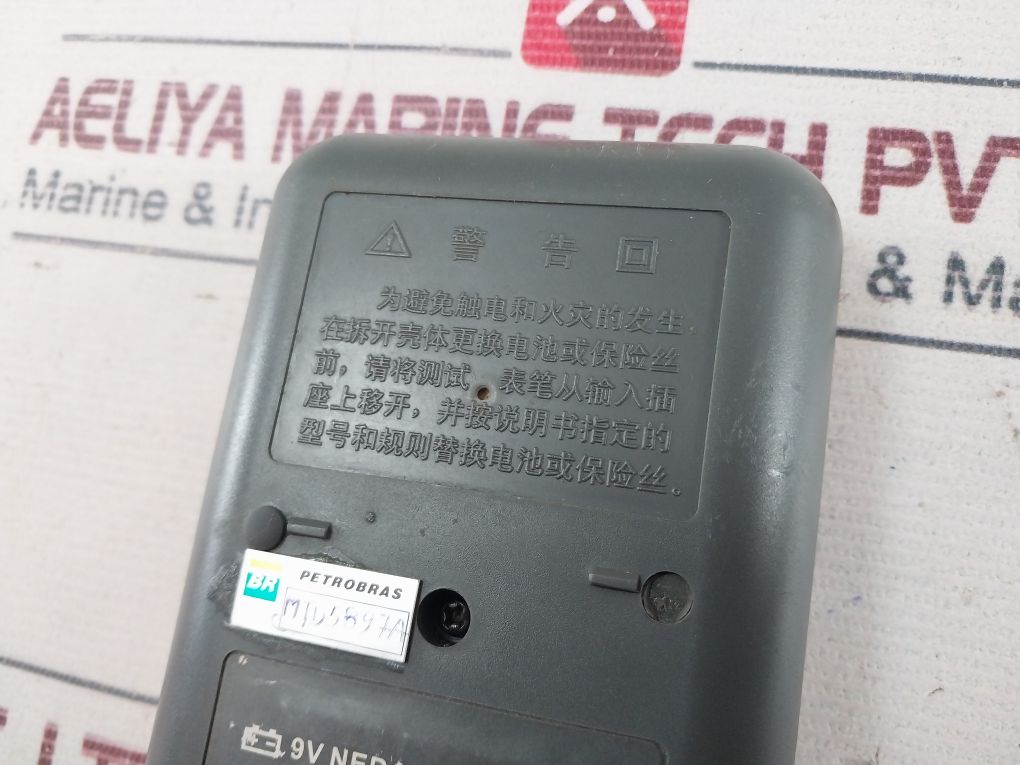 AELIYA MARINE TECH PVT
Marine & In
& Ma
警 告
为避免触电和火灾的发生
在拆开壳体更换电池或保险丝
前，请将测试 表笔从输入插
座上移开，并按说明书指定的
型号和规则替换电池或保险丝。
BR PETROBRAS
9V NED